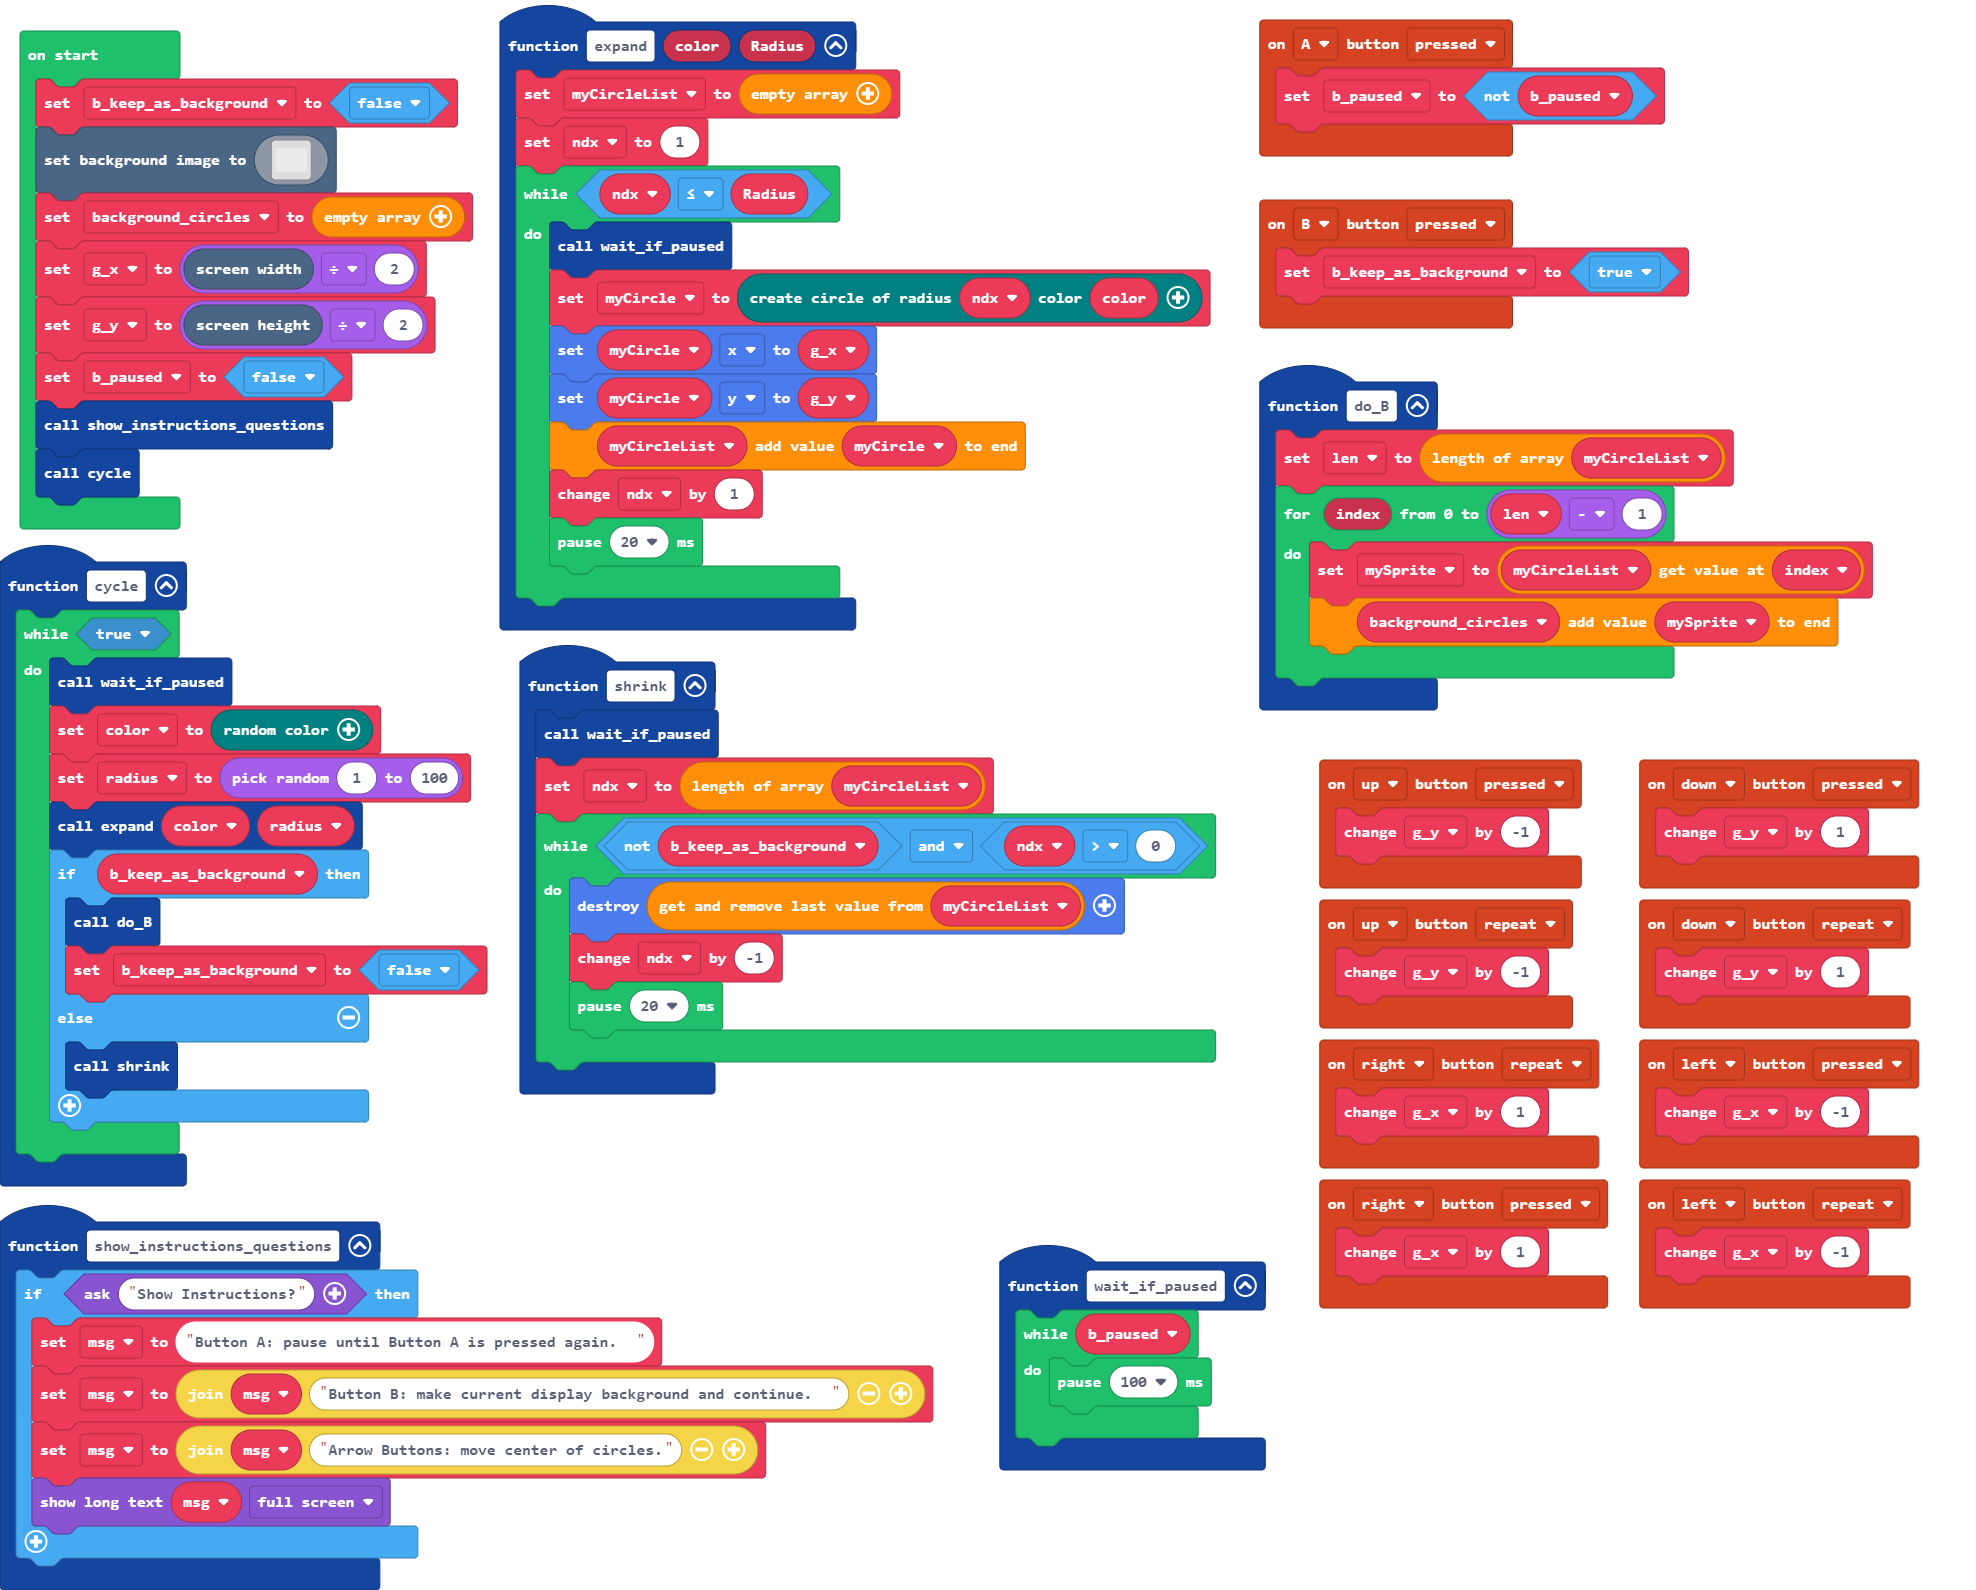 on start
set b_keep_as_background to false
set background image to
set background_circles to empty array
set g_x to screen width ÷ 2
set g_y to screen height ÷ 2
set b_paused to false
call show_instructions_questions
call cycle
function cycle
while true
do
call wait_if_paused
set color to random color
set radius to pick random 1 to 100
call expand color radius
if b_keep_as_background then
call do_B
set b_keep_as_background to false
else
call shrink
function show_instructions_questions
if ask "Show Instructions?" then
set msg to "Button A: pause until Button A is pressed again. "
set msg to join msg "Button B: make current display background and continue. "
set msg to join msg "Arrow Buttons: move center of circles."
show long text msg full screen
function expand color Radius
set myCircleList to empty array
set ndx to 1
while ndx ≤ Radius
do
call wait_if_paused
set myCircle to create circle of radius ndx color color
set myCircle x to g_x
set myCircle y to g_y
myCircleList add value myCircle to end
change ndx by 1
pause 20 ms
function shrink
call wait_if_paused
set ndx to length of array myCircleList
while not b_keep_as_background and ndx > 0
do
destroy get and remove last value from myCircleList
change ndx by -1
pause 20 ms
function wait_if_paused
while b_paused
do
pause 100 ms
on A button pressed
set b_paused to not b_paused
on B button pressed
set b_keep_as_background to true
function do_B
set len to length of array myCircleList
for index from 0 to len - 1
do
set mySprite to myCircleList get value at index
background_circles add value mySprite to end
on up button pressed
change g_y by -1
on down button pressed
change g_y by 1
on up button repeat
change g_y by -1
on down button repeat
change g_y by 1
on right button repeat
change g_x by 1
on left button pressed
change g_x by -1
on right button pressed
change g_x by 1
on left button repeat
change g_x by -1